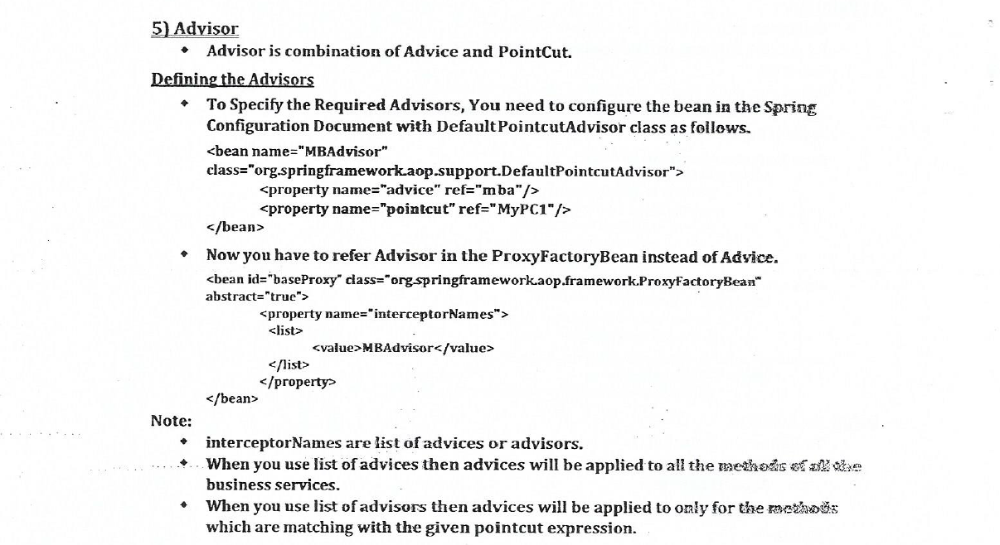 5) Advisor
• Advisor is combination of Advice and PointCut.
Defining the Advisors
• To Specify the Required Advisors, You need to configure the bean in the Spring
Configuration Document with DefaultPointcutAdvisor class as follows.
<bean name="MBAdvisor"
class="org.springframework.aop.support.DefaultPointcutAdvisor">
<property name="advice" ref="mba"/>
<property name="pointcut" ref="MyPC1"/>
</bean>
• Now you have to refer Advisor in the ProxyFactoryBean instead of Advice.
<bean id="baseProxy" class="org.springframework.aop.framework.ProxyFactoryBean"
abstract="true">
<property name="interceptorNames">
<list>
<value>MBAdvisor</value>
</list>
</property>
</bean>
Note:
• interceptorNames are list of advices or advisors.
• When you use list of advices then advices will be applied to all the methods of all the
business services.
• When you use list of advisors then advices will be applied to only for the methods
which are matching with the given pointcut expression.